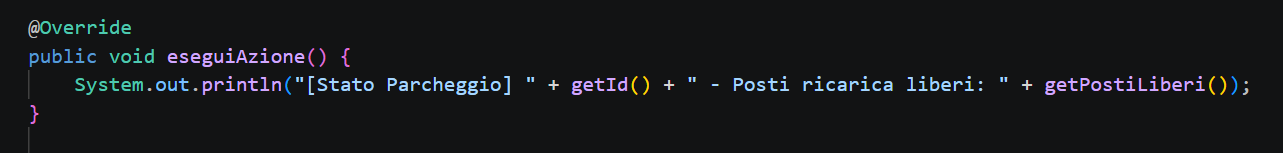 @Override
public void eseguiAzione() {
    System.out.println("[Stato Parcheggio] " + getId() + " - Posti ricarica liberi: " + getPostiLiberi());
}